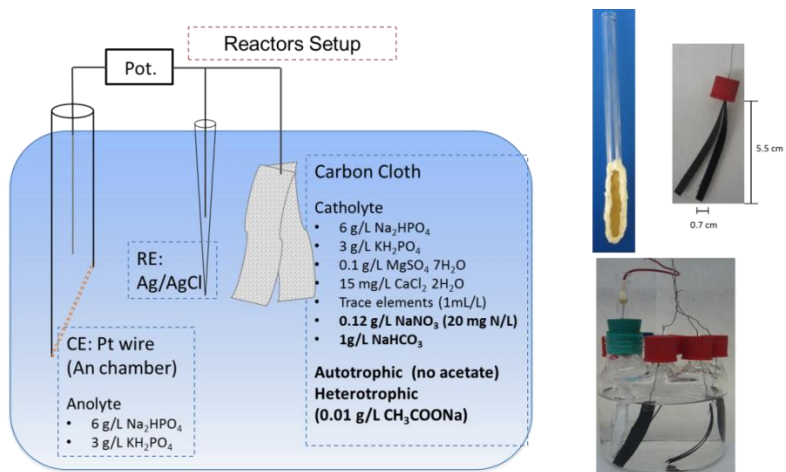 Reactors Setup
Pot.
Carbon Cloth
Catholyte
• 6 g/L Na₂HPO₄
• 3 g/L KH₂PO₄
• 0.1 g/L MgSO₄ 7H₂O
• 15 mg/L CaCl₂ 2H₂O
• Trace elements (1mL/L)
• 0.12 g/L NaNO₃ (20 mg N/L)
• 1g/L NaHCO₃
Autotrophic (no acetate)
Heterotrophic
(0.01 g/L CH₃COONa)
RE:
Ag/AgCl
CE: Pt wire
(An chamber)
Anolyte
• 6 g/L Na₂HPO₄
• 3 g/L KH₂PO₄
5.5 cm
0.7 cm